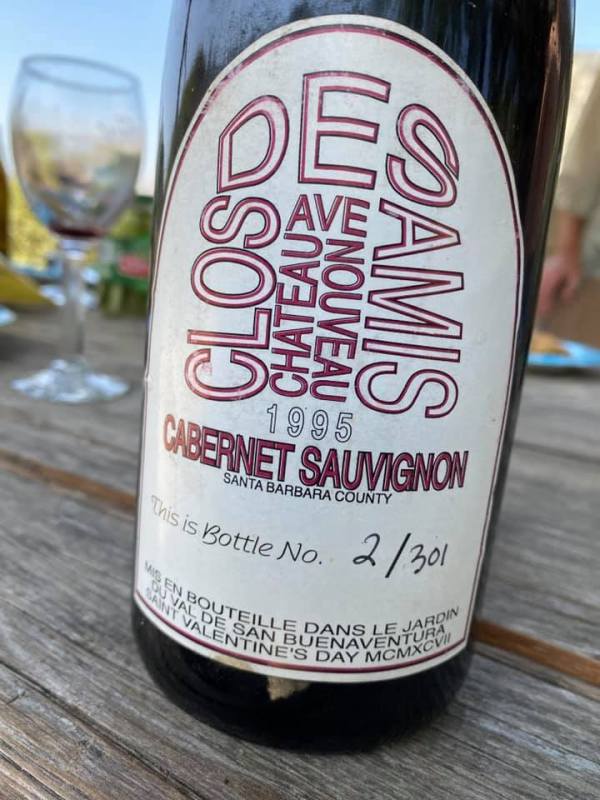 CLOS DES AMIS
CHATEAU AVE NOUVEAU
1995
CABERNET SAUVIGNON
SANTA BARBARA COUNTY
This is Bottle No. 2/301
MIS EN BOUTEILLE DANS LE JARDIN
DU VAL DE SAN BUENAVENTURA
SAINT VALENTINE'S DAY MCMXCVII